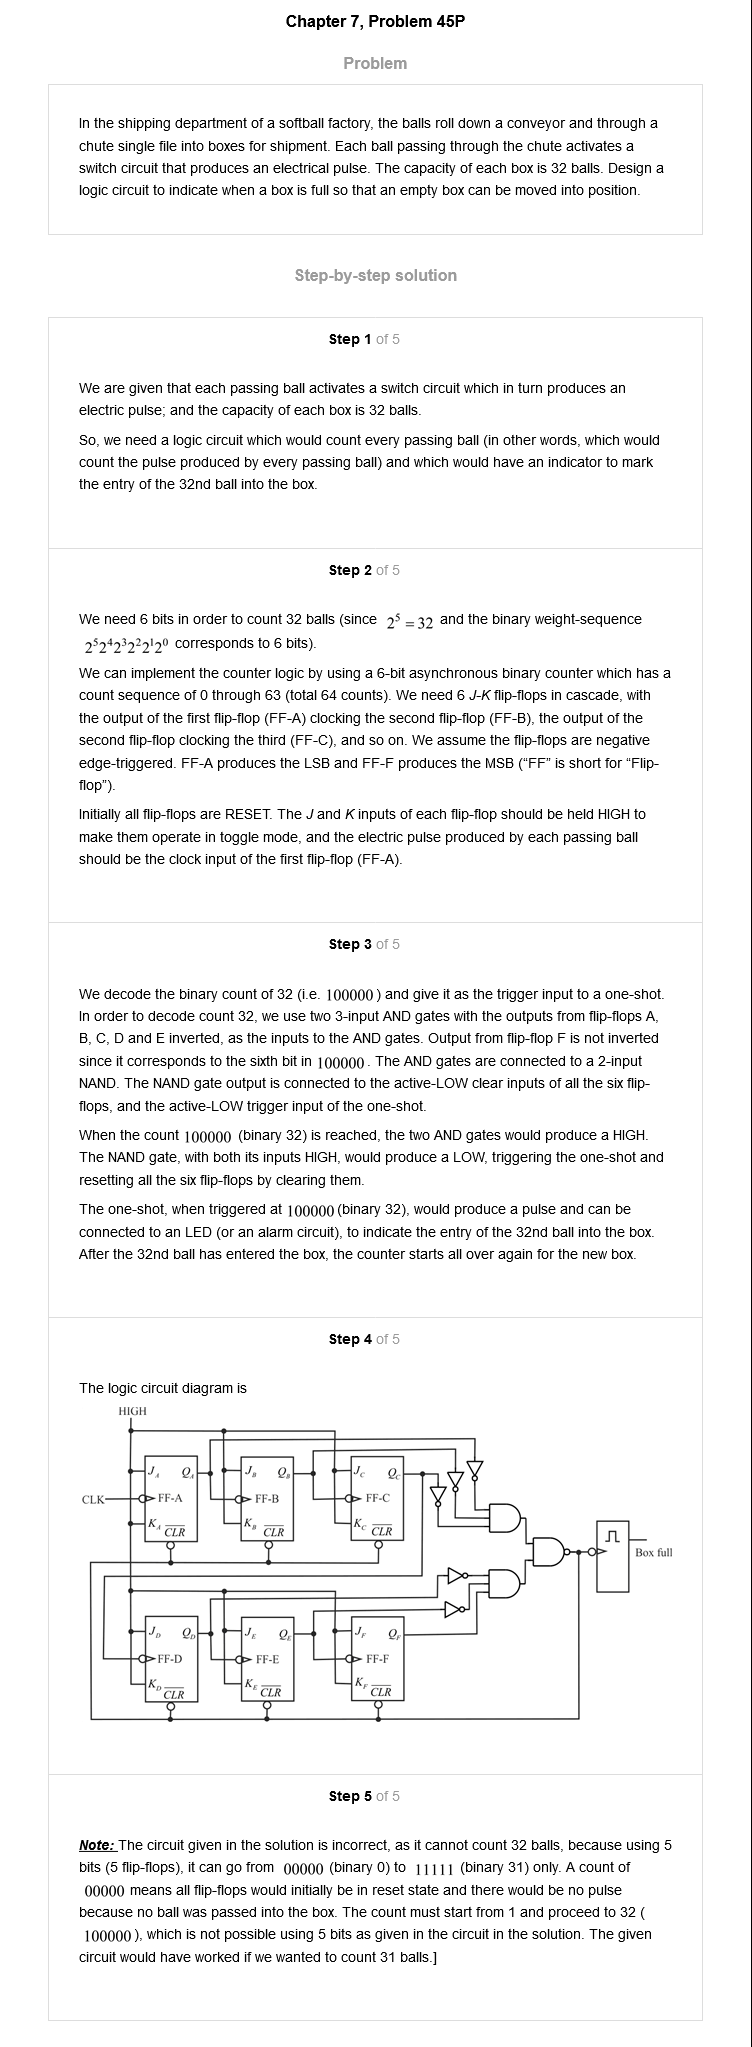 Chapter 7, Problem 45P
Problem
In the shipping department of a softball factory, the balls roll down a conveyor and through a
chute single file into boxes for shipment. Each ball passing through the chute activates a
switch circuit that produces an electrical pulse. The capacity of each box is 32 balls. Design a
logic circuit to indicate when a box is full so that an empty box can be moved into position.
Step-by-step solution
Step 1 of 5
We are given that each passing ball activates a switch circuit which in turn produces an
electric pulse; and the capacity of each box is 32 balls.
So, we need a logic circuit which would count every passing ball (in other words, which would
count the pulse produced by every passing ball) and which would have an indicator to mark
the entry of the 32nd ball into the box.
Step 2 of 5
We need 6 bits in order to count 32 balls (since 2⁵ = 32 and the binary weight-sequence
2⁵2⁴2³2²2¹2⁰ corresponds to 6 bits).
We can implement the counter logic by using a 6-bit asynchronous binary counter which has a
count sequence of 0 through 63 (total 64 counts). We need 6 J-K flip-flops in cascade, with
the output of the first flip-flop (FF-A) clocking the second flip-flop (FF-B), the output of the
second flip-flop clocking the third (FF-C), and so on. We assume the flip-flops are negative
edge-triggered. FF-A produces the LSB and FF-F produces the MSB (“FF” is short for “Flip-
flop”).
Initially all flip-flops are RESET. The J and K inputs of each flip-flop should be held HIGH to
make them operate in toggle mode, and the electric pulse produced by each passing ball
should be the clock input of the first flip-flop (FF-A).
Step 3 of 5
We decode the binary count of 32 (i.e. 100000) and give it as the trigger input to a one-shot.
In order to decode count 32, we use two 3-input AND gates with the outputs from flip-flops A,
B, C, D and E inverted, as the inputs to the AND gates. Output from flip-flop F is not inverted
since it corresponds to the sixth bit in 100000. The AND gates are connected to a 2-input
NAND. The NAND gate output is connected to the active-LOW clear inputs of all the six flip-
flops, and the active-LOW trigger input of the one-shot.
When the count 100000 (binary 32) is reached, the two AND gates would produce a HIGH.
The NAND gate, with both its inputs HIGH, would produce a LOW, triggering the one-shot and
resetting all the six flip-flops by clearing them.
The one-shot, when triggered at 100000 (binary 32), would produce a pulse and can be
connected to an LED (or an alarm circuit), to indicate the entry of the 32nd ball into the box.
After the 32nd ball has entered the box, the counter starts all over again for the new box.
Step 4 of 5
The logic circuit diagram is
HIGH
J_A Q_A J_B Q_B J_C Q_C
CLK FF-A FF-B FF-C
K_A CLR K_B CLR K_C CLR
Box full
J_D Q_D J_E Q_E J_F Q_F
FF-D FF-E FF-F
K_D CLR K_E CLR K_F CLR
Step 5 of 5
Note: The circuit given in the solution is incorrect, as it cannot count 32 balls, because using 5
bits (5 flip-flops), it can go from 00000 (binary 0) to 11111 (binary 31) only. A count of
00000 means all flip-flops would initially be in reset state and there would be no pulse
because no ball was passed into the box. The count must start from 1 and proceed to 32 (
100000), which is not possible using 5 bits as given in the circuit in the solution. The given
circuit would have worked if we wanted to count 31 balls.]